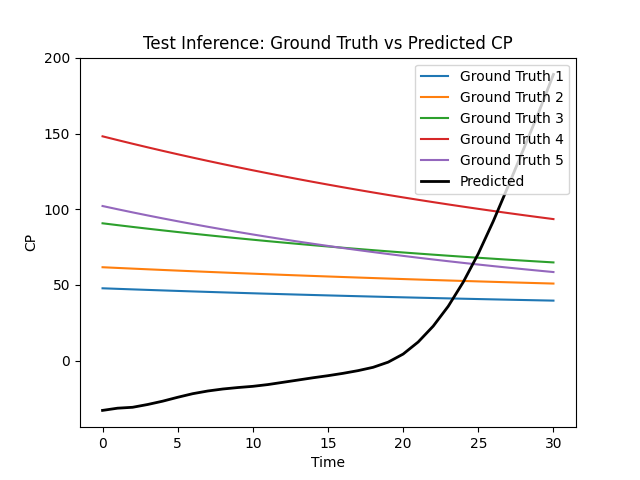 Test Inference: Ground Truth vs Predicted CP
200
150
100
50
0
CP
Ground Truth 1
Ground Truth 2
Ground Truth 3
Ground Truth 4
Ground Truth 5
Predicted
0 5 10 15 20 25 30
Time